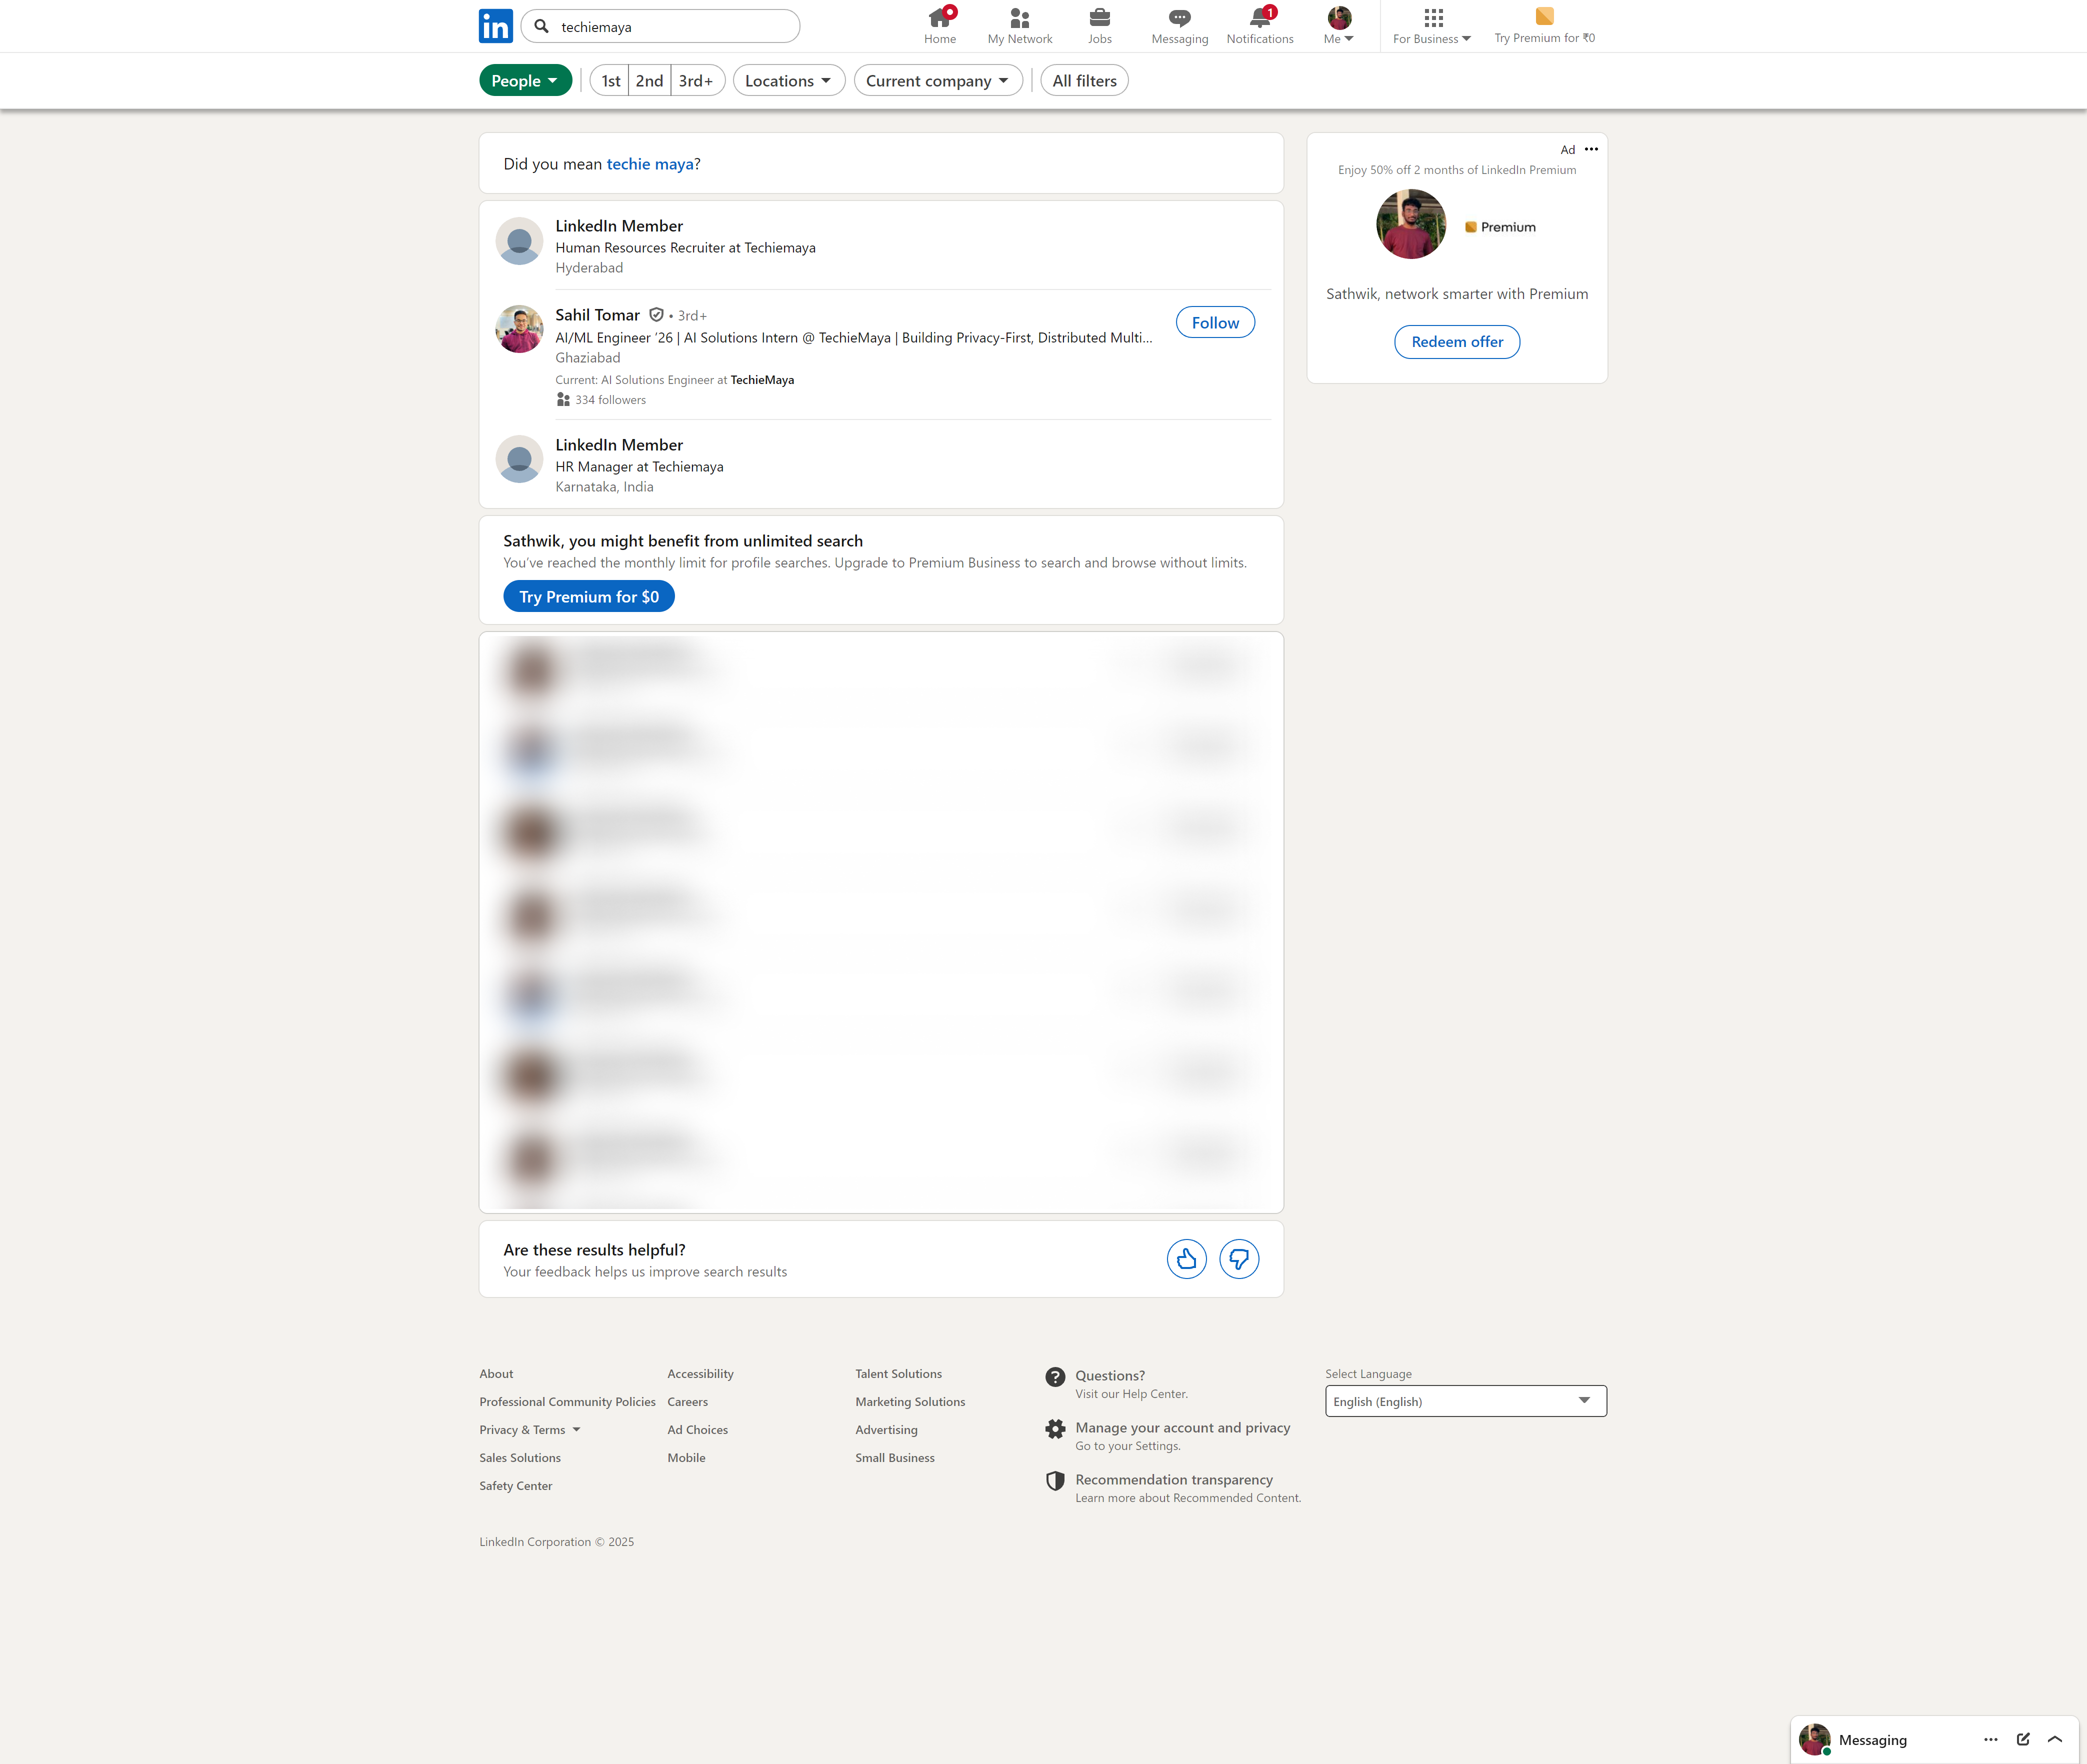 in
techiemaya
Home
My Network
Jobs
Messaging
1
Notifications
Me
For Business
Try Premium for ₹0
People
1st
2nd
3rd+
Locations
Current company
All filters
Did you mean techie maya?
LinkedIn Member
Human Resources Recruiter at Techiemaya
Hyderabad
Sahil Tomar • 3rd+
AI/ML Engineer '26 | AI Solutions Intern @ TechieMaya | Building Privacy-First, Distributed Multi...
Ghaziabad
Current: AI Solutions Engineer at TechieMaya
334 followers
Follow
LinkedIn Member
HR Manager at Techiemaya
Karnataka, India
Ad
Enjoy 50% off 2 months of LinkedIn Premium
Premium
Sathwik, network smarter with Premium
Redeem offer
Sathwik, you might benefit from unlimited search
You've reached the monthly limit for profile searches. Upgrade to Premium Business to search and browse without limits.
Try Premium for $0
Are these results helpful?
Your feedback helps us improve search results
About
Professional Community Policies
Privacy & Terms
Sales Solutions
Safety Center
Accessibility
Careers
Ad Choices
Mobile
Talent Solutions
Marketing Solutions
Advertising
Small Business
Questions?
Visit our Help Center.
Manage your account and privacy
Go to your Settings.
Recommendation transparency
Learn more about Recommended Content.
Select Language
English (English)
LinkedIn Corporation © 2025
Messaging